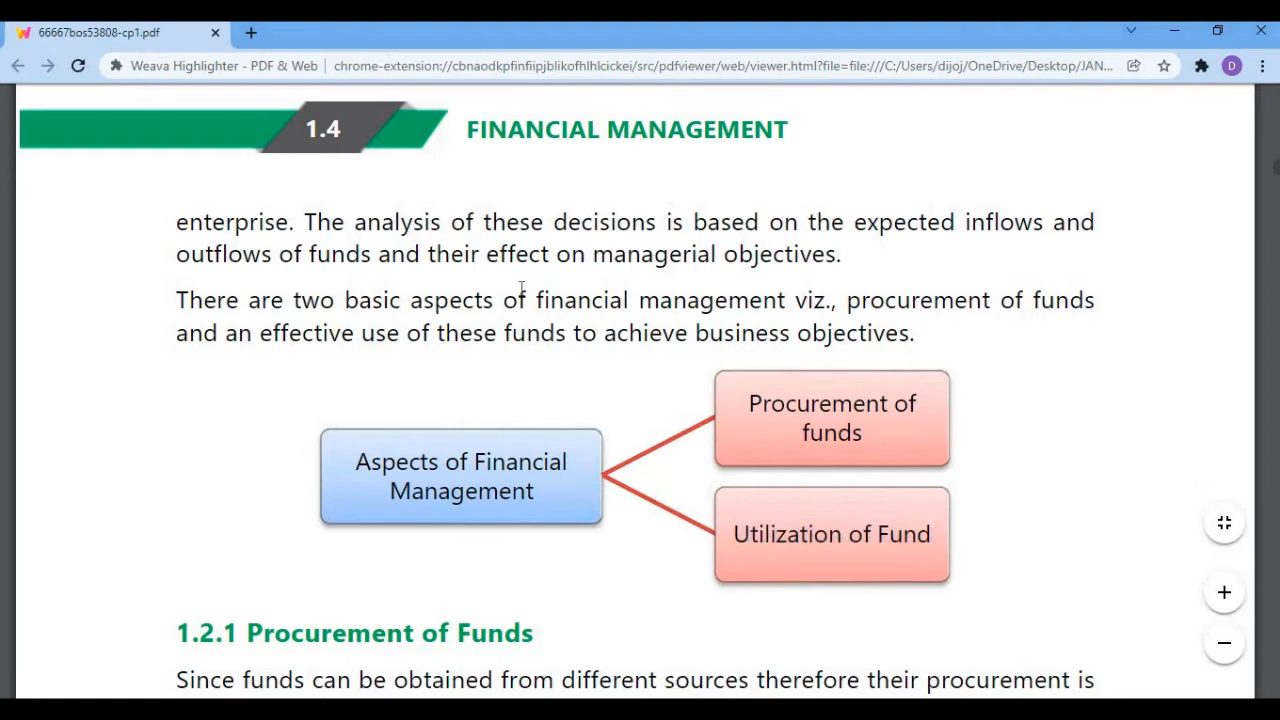 66667bos53808-cp1.pdf
Weava Highlighter - PDF & Web
chrome-extension://cbnaodkpfinfiipjblikofhlhlcickei/src/pdfviewer/web/viewer.html?file=file:///C:/Users/dijoj/OneDrive/Desktop/JAN...
D
1.4
FINANCIAL MANAGEMENT
enterprise. The analysis of these decisions is based on the expected inflows and
outflows of funds and their effect on managerial objectives.
There are two basic aspects of financial management viz., procurement of funds
and an effective use of these funds to achieve business objectives.
Procurement of
funds
Aspects of Financial
Management
Utilization of Fund
1.2.1 Procurement of Funds
Since funds can be obtained from different sources therefore their procurement is